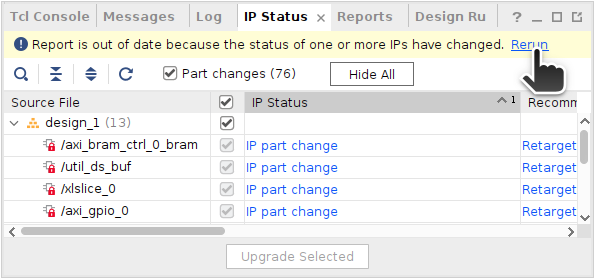 Tcl Console Messages Log IP Status × Reports Design Ru ?
Report is out of date because the status of one or more IPs have changed. Rerun
Part changes (76) Hide All
Source File IP Status 1 Recomm
design_1 (13)
/axi_bram_ctrl_0_bram IP part change Retarget
/util_ds_buf IP part change Retarget
/xlslice_0 IP part change Retarget
/axi_gpio_0 IP part change Retarget
Upgrade Selected